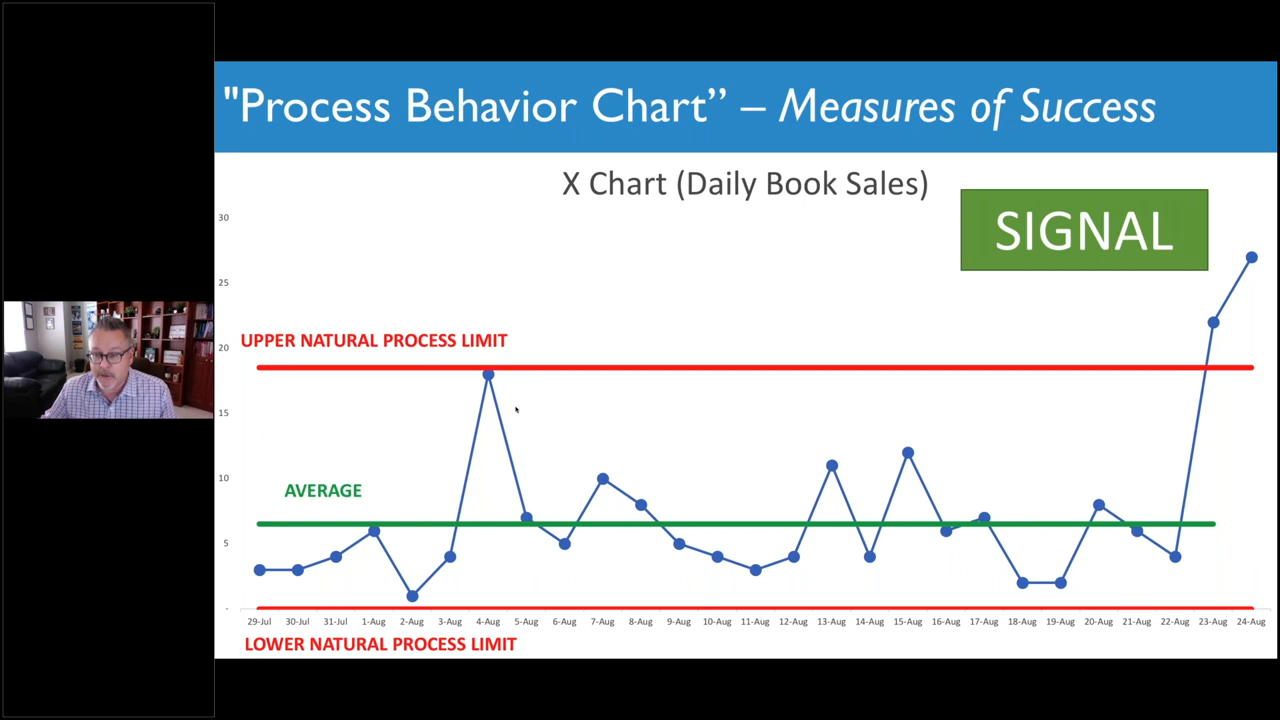 "Process Behavior Chart” – Measures of Success
X Chart (Daily Book Sales)
SIGNAL
30
25
UPPER NATURAL PROCESS LIMIT
20
15
10
AVERAGE
5
-
29-Jul 30-Jul 31-Jul 1-Aug 2-Aug 3-Aug 4-Aug 5-Aug 6-Aug 7-Aug 8-Aug 9-Aug 10-Aug 11-Aug 12-Aug 13-Aug 14-Aug 15-Aug 16-Aug 17-Aug 18-Aug 19-Aug 20-Aug 21-Aug 22-Aug 23-Aug 24-Aug
LOWER NATURAL PROCESS LIMIT